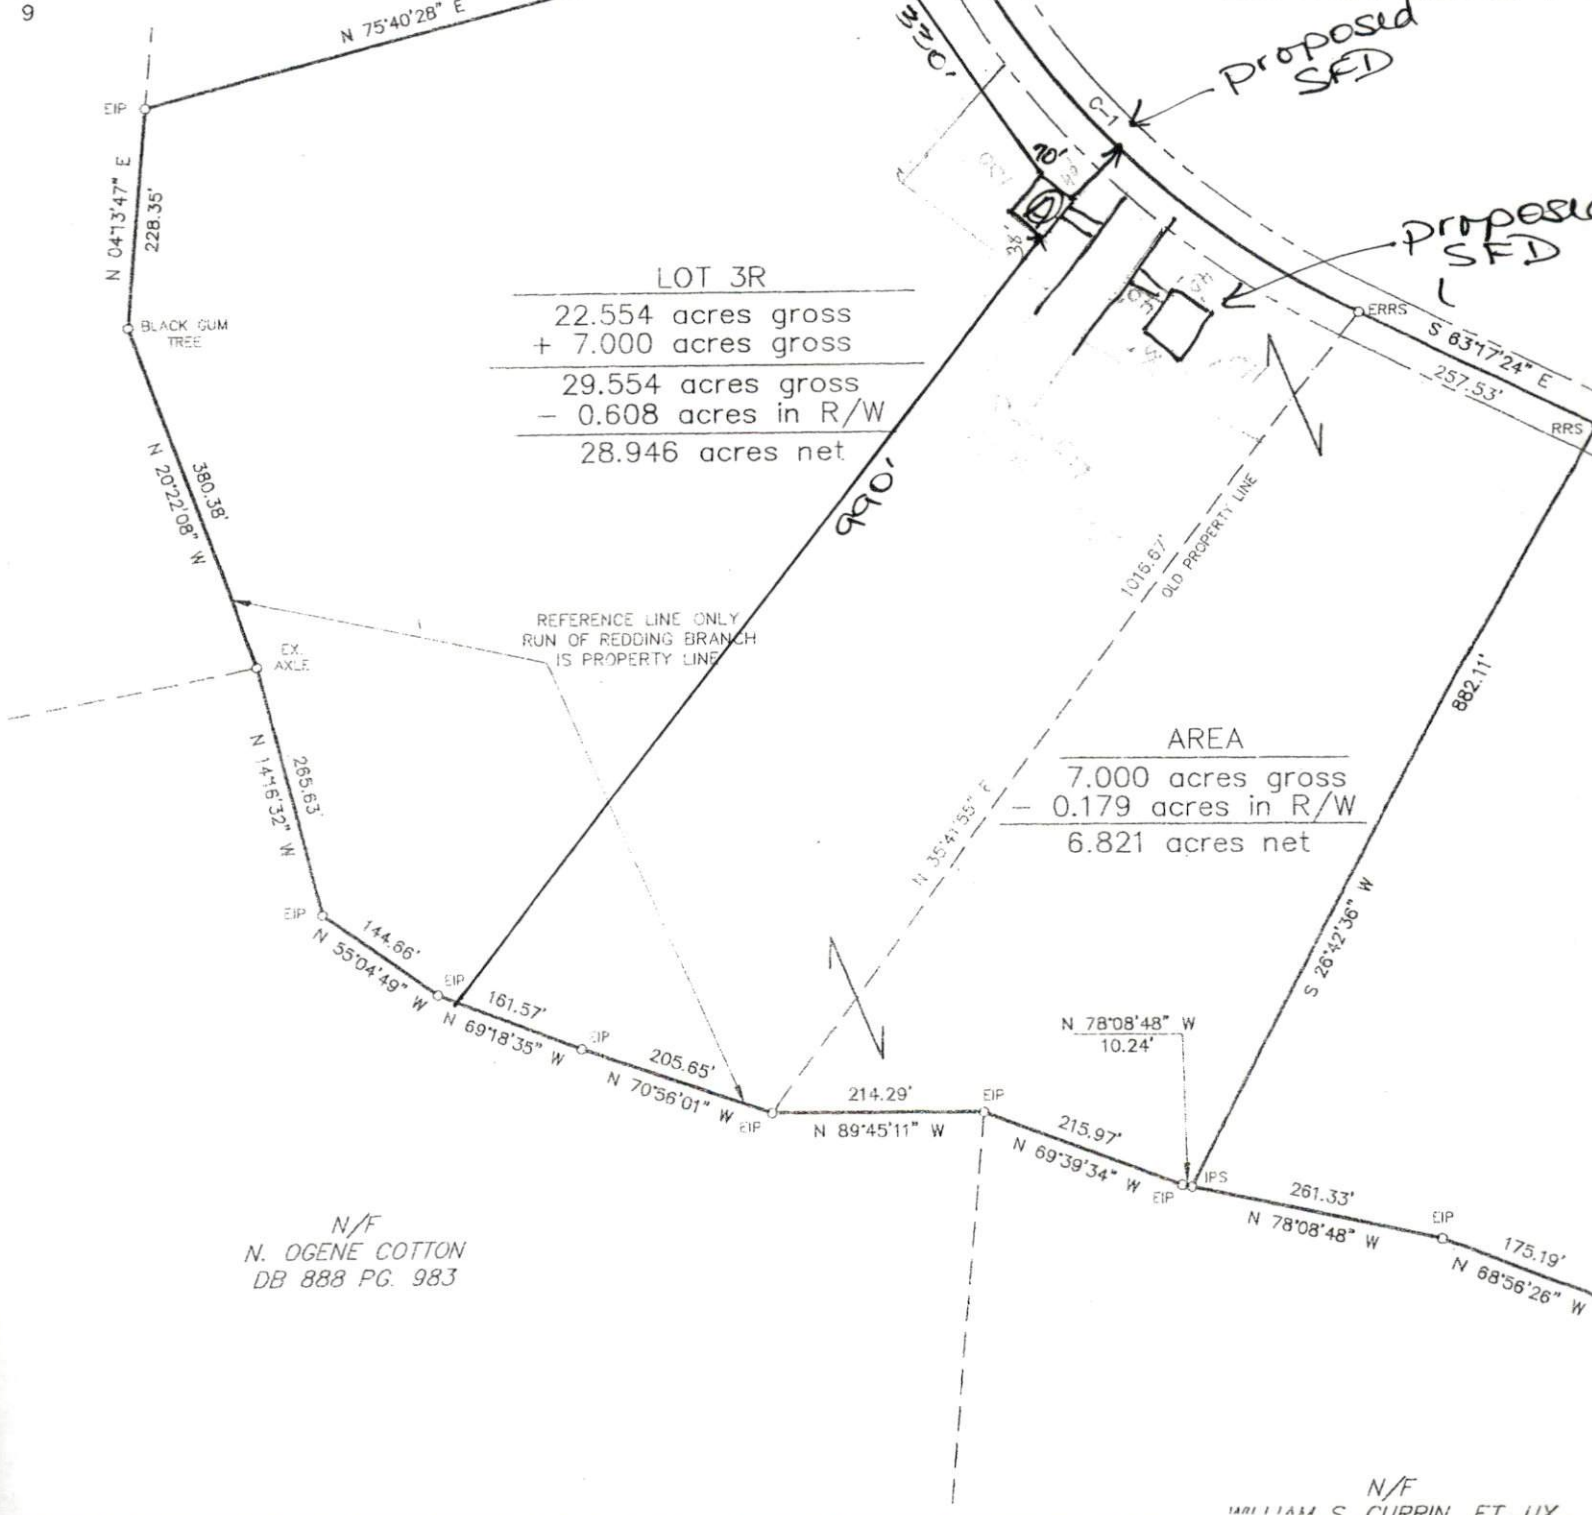 9
N 75°40'28" E
EIP
N 04°13'47" E
228.35'
BLACK GUM
TREE
N 20°22'08" W
380.38'
EX.
AXLE
N 14°16'32" W
265.63'
EIP
144.66'
N 55°04'49" W
EIP
161.57'
N 69°18'35" W
EIP
205.65'
N 70°56'01" W
EIP
214.29'
N 89°45'11" W
EIP
215.97'
N 69°39'34" W
EIP
N 78°08'48" W
10.24'
IPS
261.33'
N 78°08'48" W
EIP
175.19'
N 68°56'26" W
LOT 3R
22.554 acres gross
+ 7.000 acres gross
29.554 acres gross
- 0.608 acres in R/W
28.946 acres net
REFERENCE LINE ONLY
RUN OF REDDING BRANCH
IS PROPERTY LINE
990'
70'
38'
C-1
proposed
SFD
proposed
SFD
ERRS
S 63°17'24" E
257.53'
RRS
1016.67'
OLD PROPERTY LINE
N 35°41'55" E
882.11'
S 26°42'36" W
AREA
7.000 acres gross
- 0.179 acres in R/W
6.821 acres net
N/F
N. OGENE COTTON
DB 888 PG. 983
N/F
WILLIAM S. CURRIN, ET UX